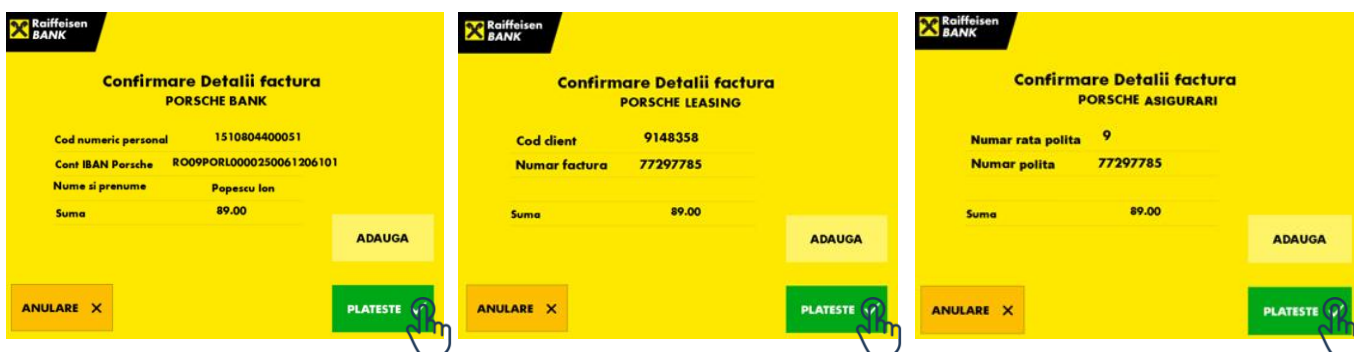 Raiffeisen
BANK
Confirmare Detalii factura
PORSCHE BANK
Cod numeric personal 1510804400051
Cont IBAN Porsche RO09PORL0000250061206101
Nume si prenume Popescu Ion
Suma 89.00
ADAUGA
ANULARE X
PLATESTE
Raiffeisen
BANK
Confirmare Detalii factura
PORSCHE LEASING
Cod client 9148358
Numar factura 77297785
Suma 89.00
ADAUGA
ANULARE X
PLATESTE
Raiffeisen
BANK
Confirmare Detalii factura
PORSCHE ASIGURARI
Numar rata polita 9
Numar polita 77297785
Suma 89.00
ADAUGA
ANULARE X
PLATESTE